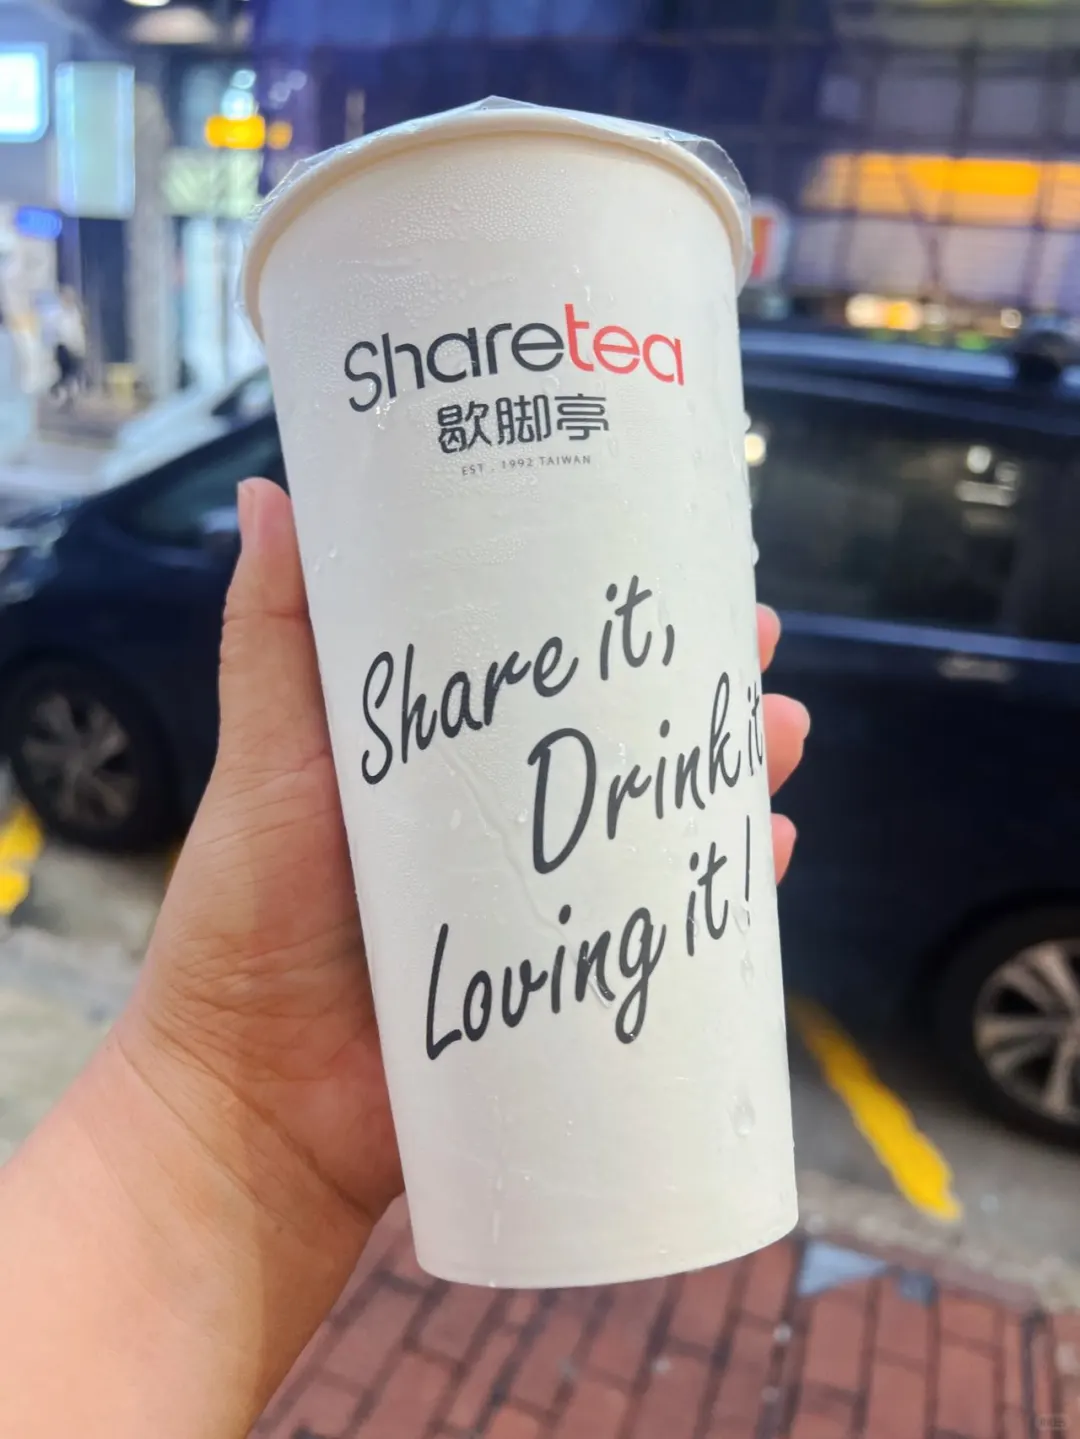 Sharetea
歇脚亭
EST . 1992 TAIWAN
Share it,
Drink it
Loving it!